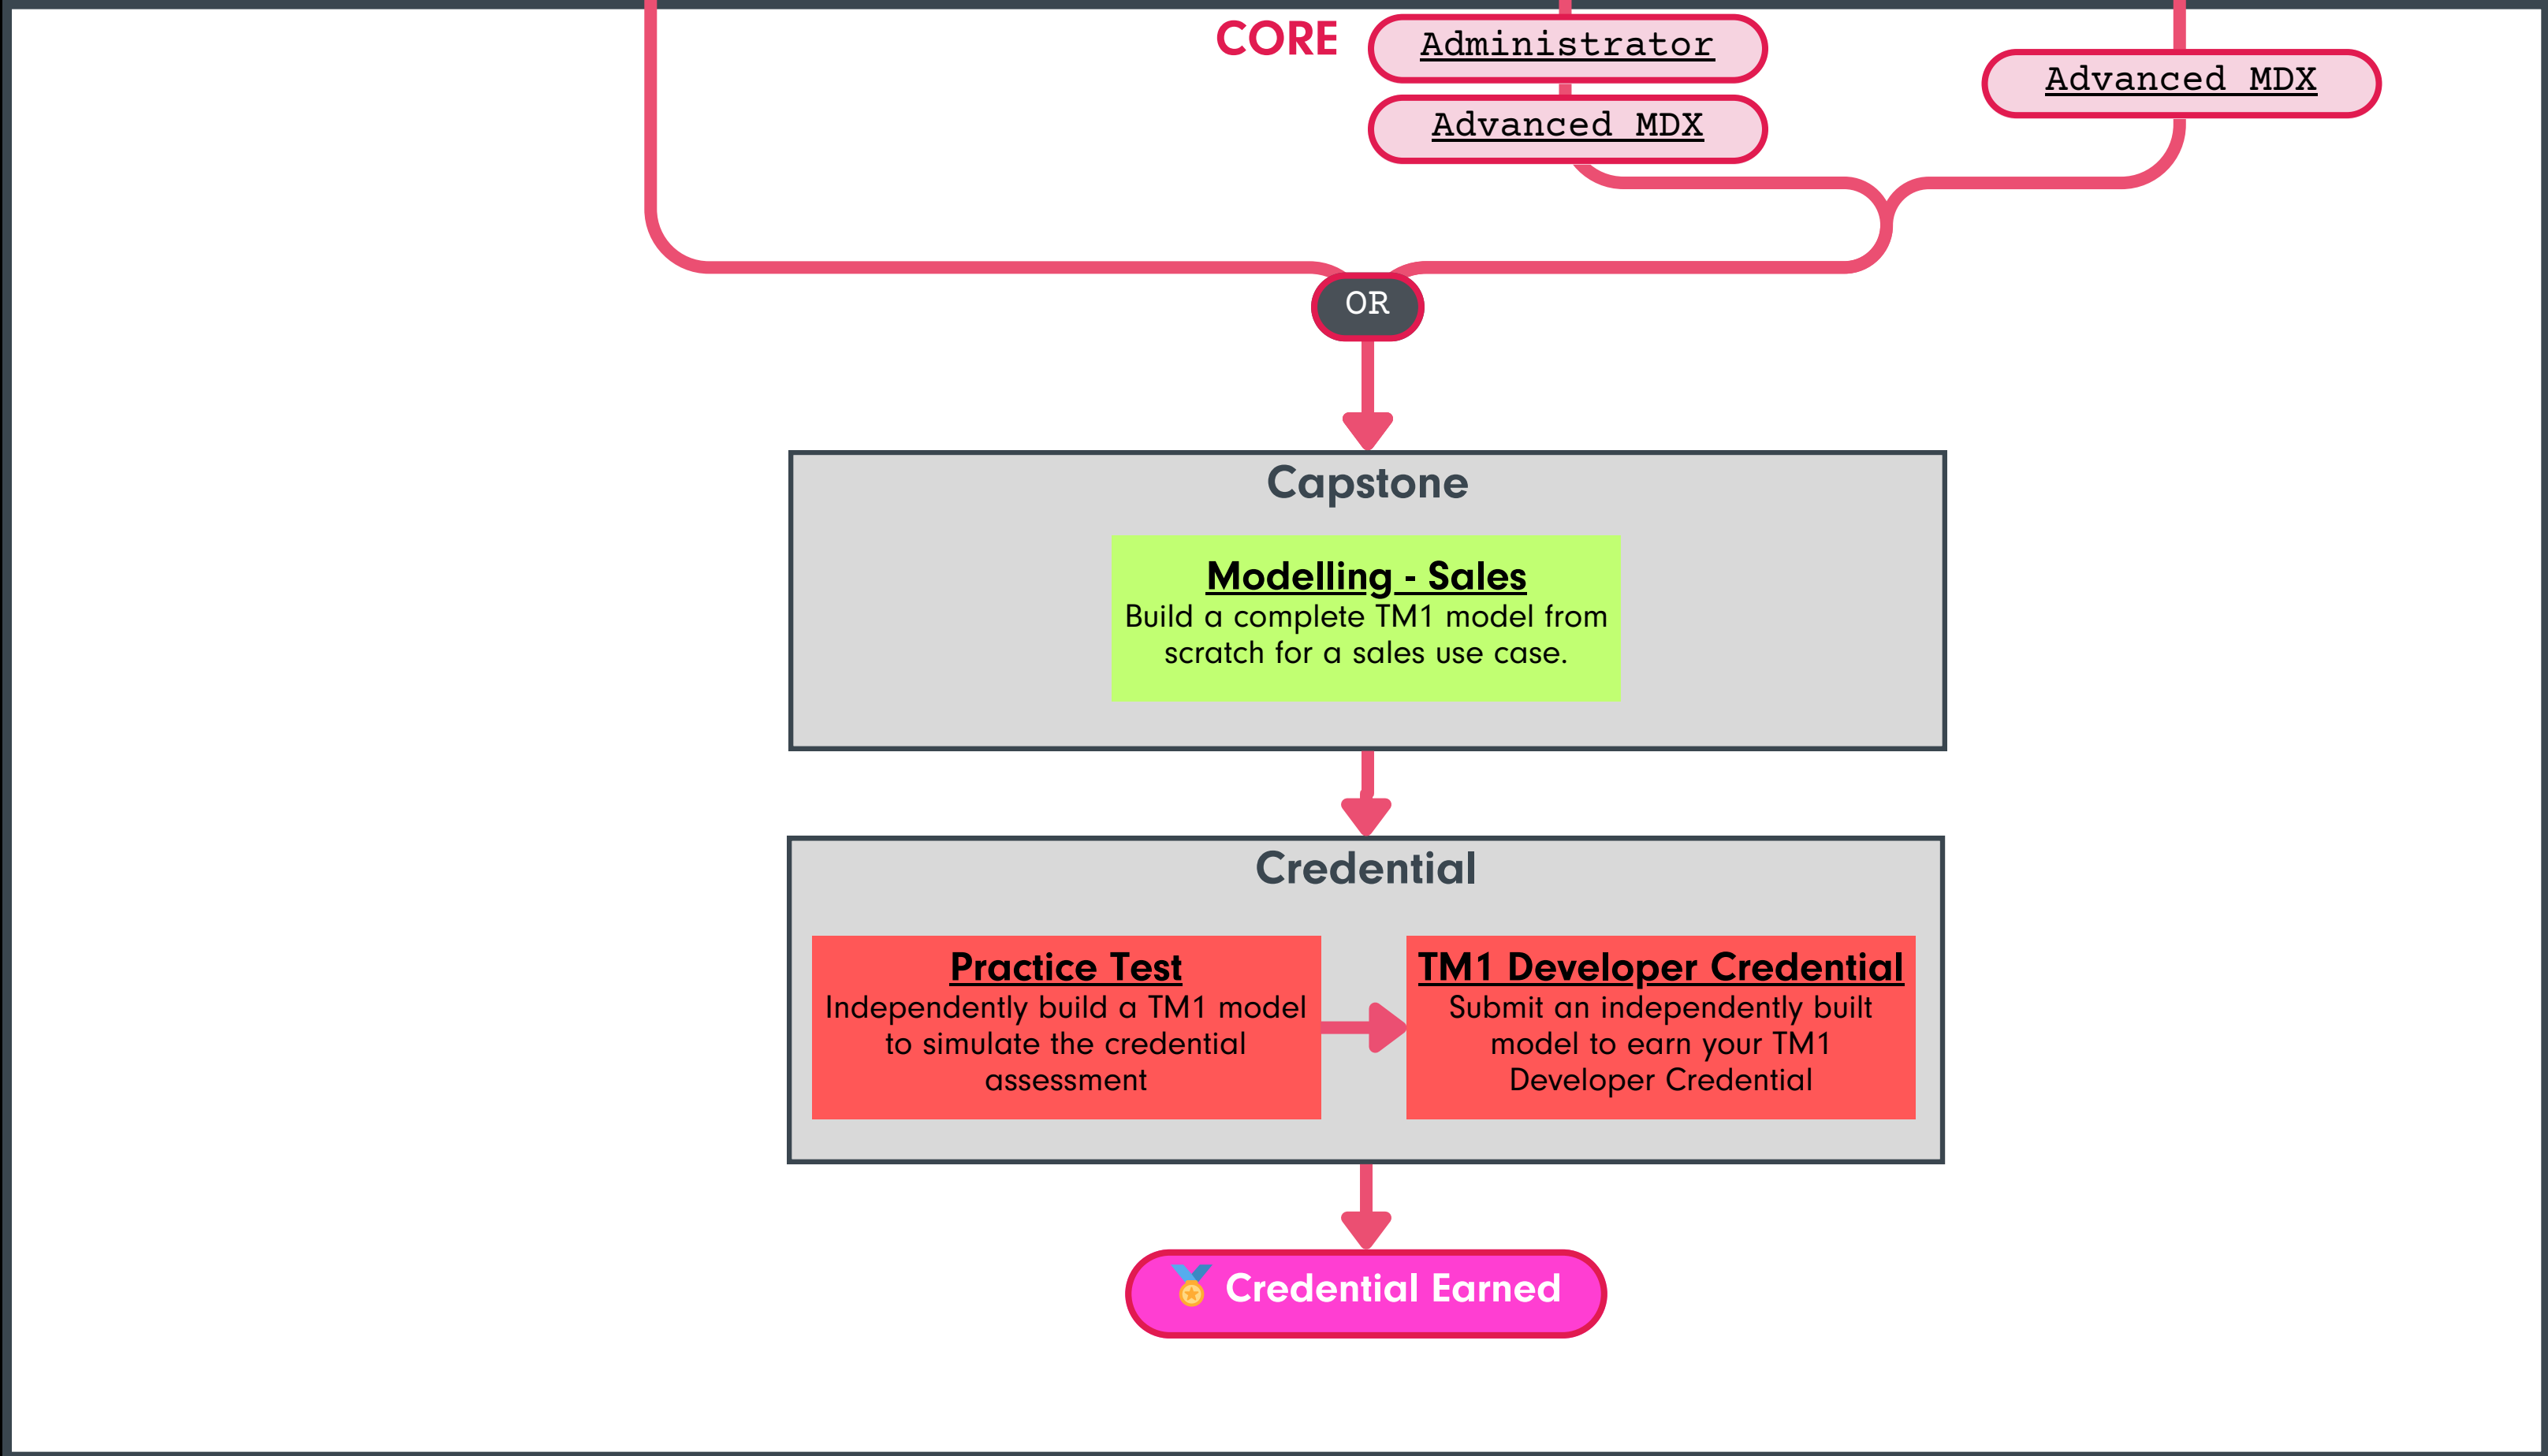 CORE
Administrator
Advanced MDX
Advanced MDX
OR
Capstone
Modelling - Sales
Build a complete TM1 model from
scratch for a sales use case.
Credential
Practice Test
Independently build a TM1 model
to simulate the credential
assessment
TM1 Developer Credential
Submit an independently built
model to earn your TM1
Developer Credential
Credential Earned